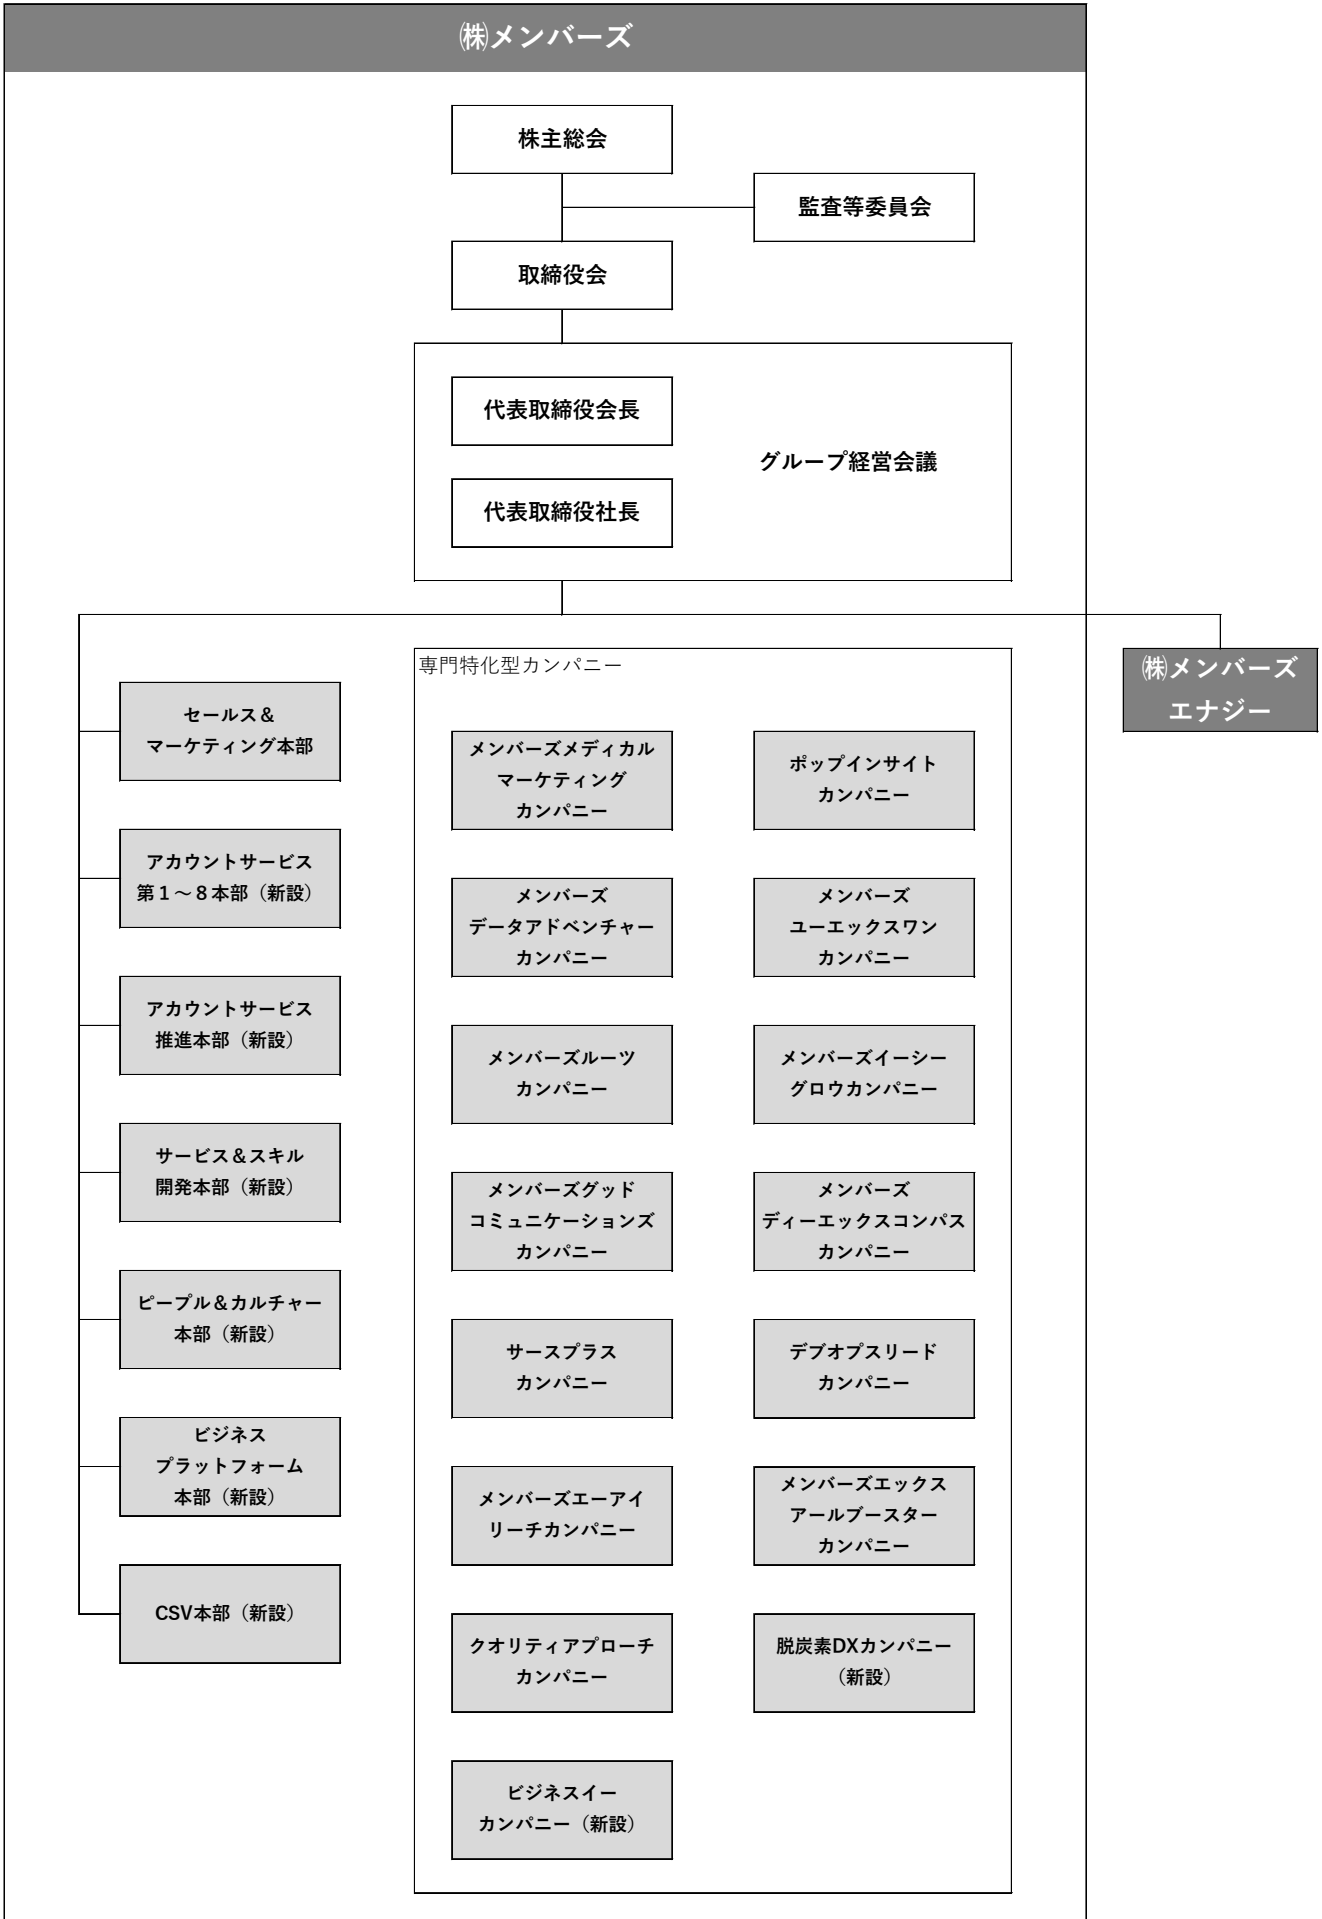 ㈱メンバーズ
株主総会
監査等委員会
取締役会
代表取締役会長
グループ経営会議
代表取締役社長
専門特化型カンパニー
㈱メンバーズ
エナジー
セールス＆
マーケティング本部
アカウントサービス
第１～８本部（新設）
アカウントサービス
推進本部（新設）
サービス＆スキル
開発本部（新設）
ピープル＆カルチャー
本部（新設）
ビジネス
プラットフォーム
本部（新設）
CSV本部（新設）
メンバーズメディカル
マーケティング
カンパニー
ポップインサイト
カンパニー
メンバーズ
データアドベンチャー
カンパニー
メンバーズ
ユーエックスワン
カンパニー
メンバーズルーツ
カンパニー
メンバーズイーシー
グロウカンパニー
メンバーズグッド
コミュニケーションズ
カンパニー
メンバーズ
ディーエックスコンパス
カンパニー
サースプラス
カンパニー
デブオプスリード
カンパニー
メンバーズエーアイ
リーチカンパニー
メンバーズエックス
アールブースター
カンパニー
クオリティアプローチ
カンパニー
脱炭素DXカンパニー
（新設）
ビジネスイー
カンパニー（新設）